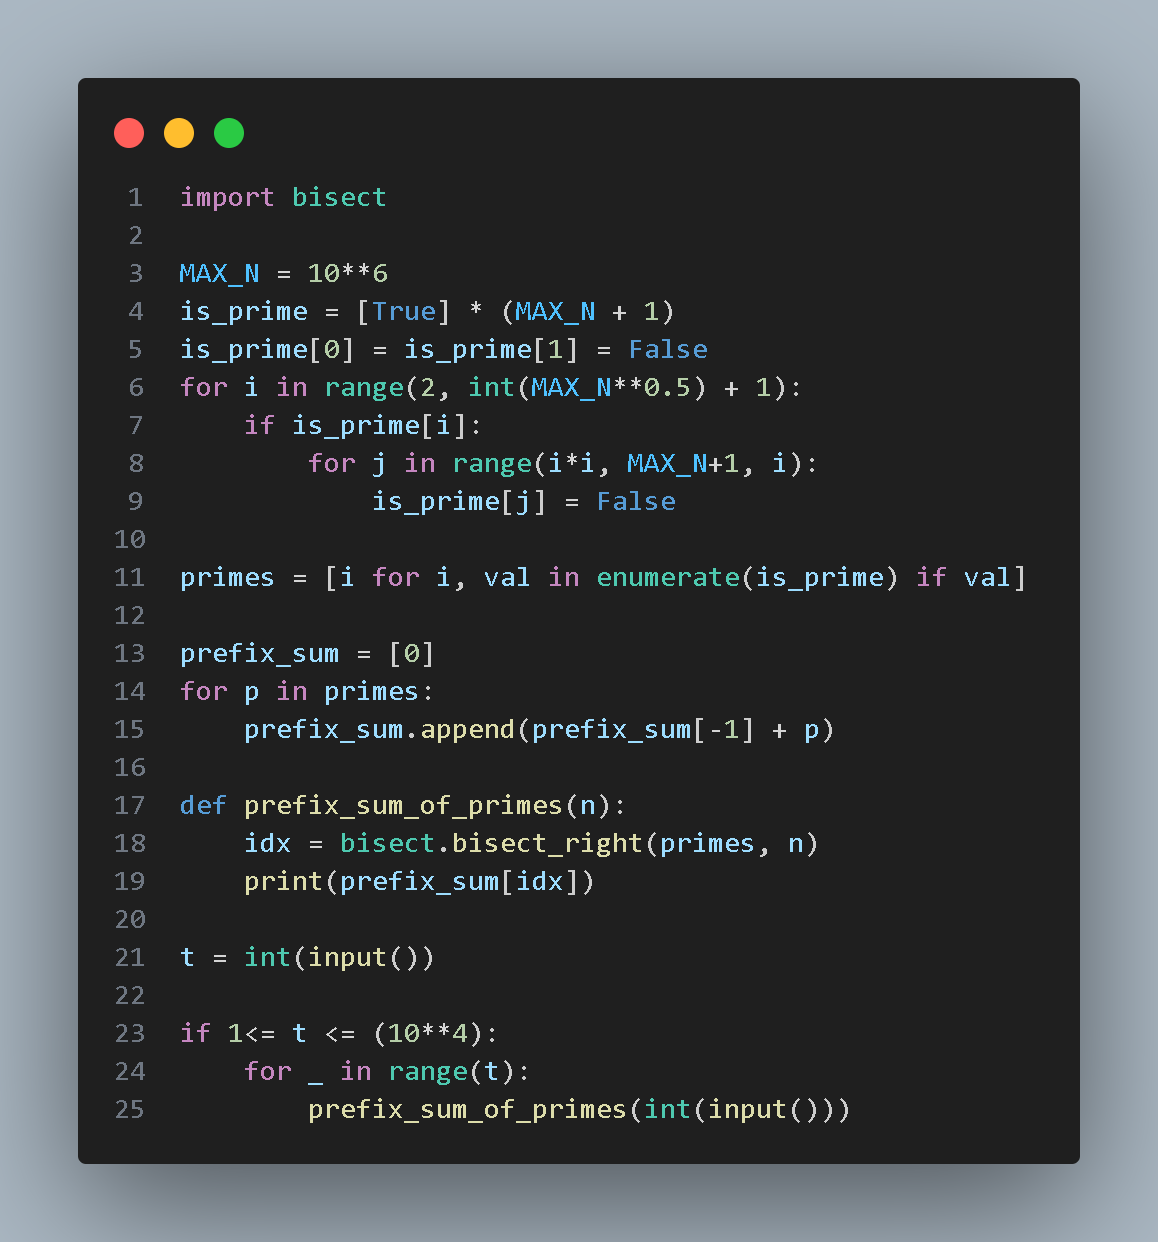 1 import bisect
2
3 MAX_N = 10**6
4 is_prime = [True] * (MAX_N + 1)
5 is_prime[0] = is_prime[1] = False
6 for i in range(2, int(MAX_N**0.5) + 1):
7     if is_prime[i]:
8         for j in range(i*i, MAX_N+1, i):
9             is_prime[j] = False
10
11 primes = [i for i, val in enumerate(is_prime) if val]
12
13 prefix_sum = [0]
14 for p in primes:
15     prefix_sum.append(prefix_sum[-1] + p)
16
17 def prefix_sum_of_primes(n):
18     idx = bisect.bisect_right(primes, n)
19     print(prefix_sum[idx])
20
21 t = int(input())
22
23 if 1<= t <= (10**4):
24     for _ in range(t):
25         prefix_sum_of_primes(int(input()))